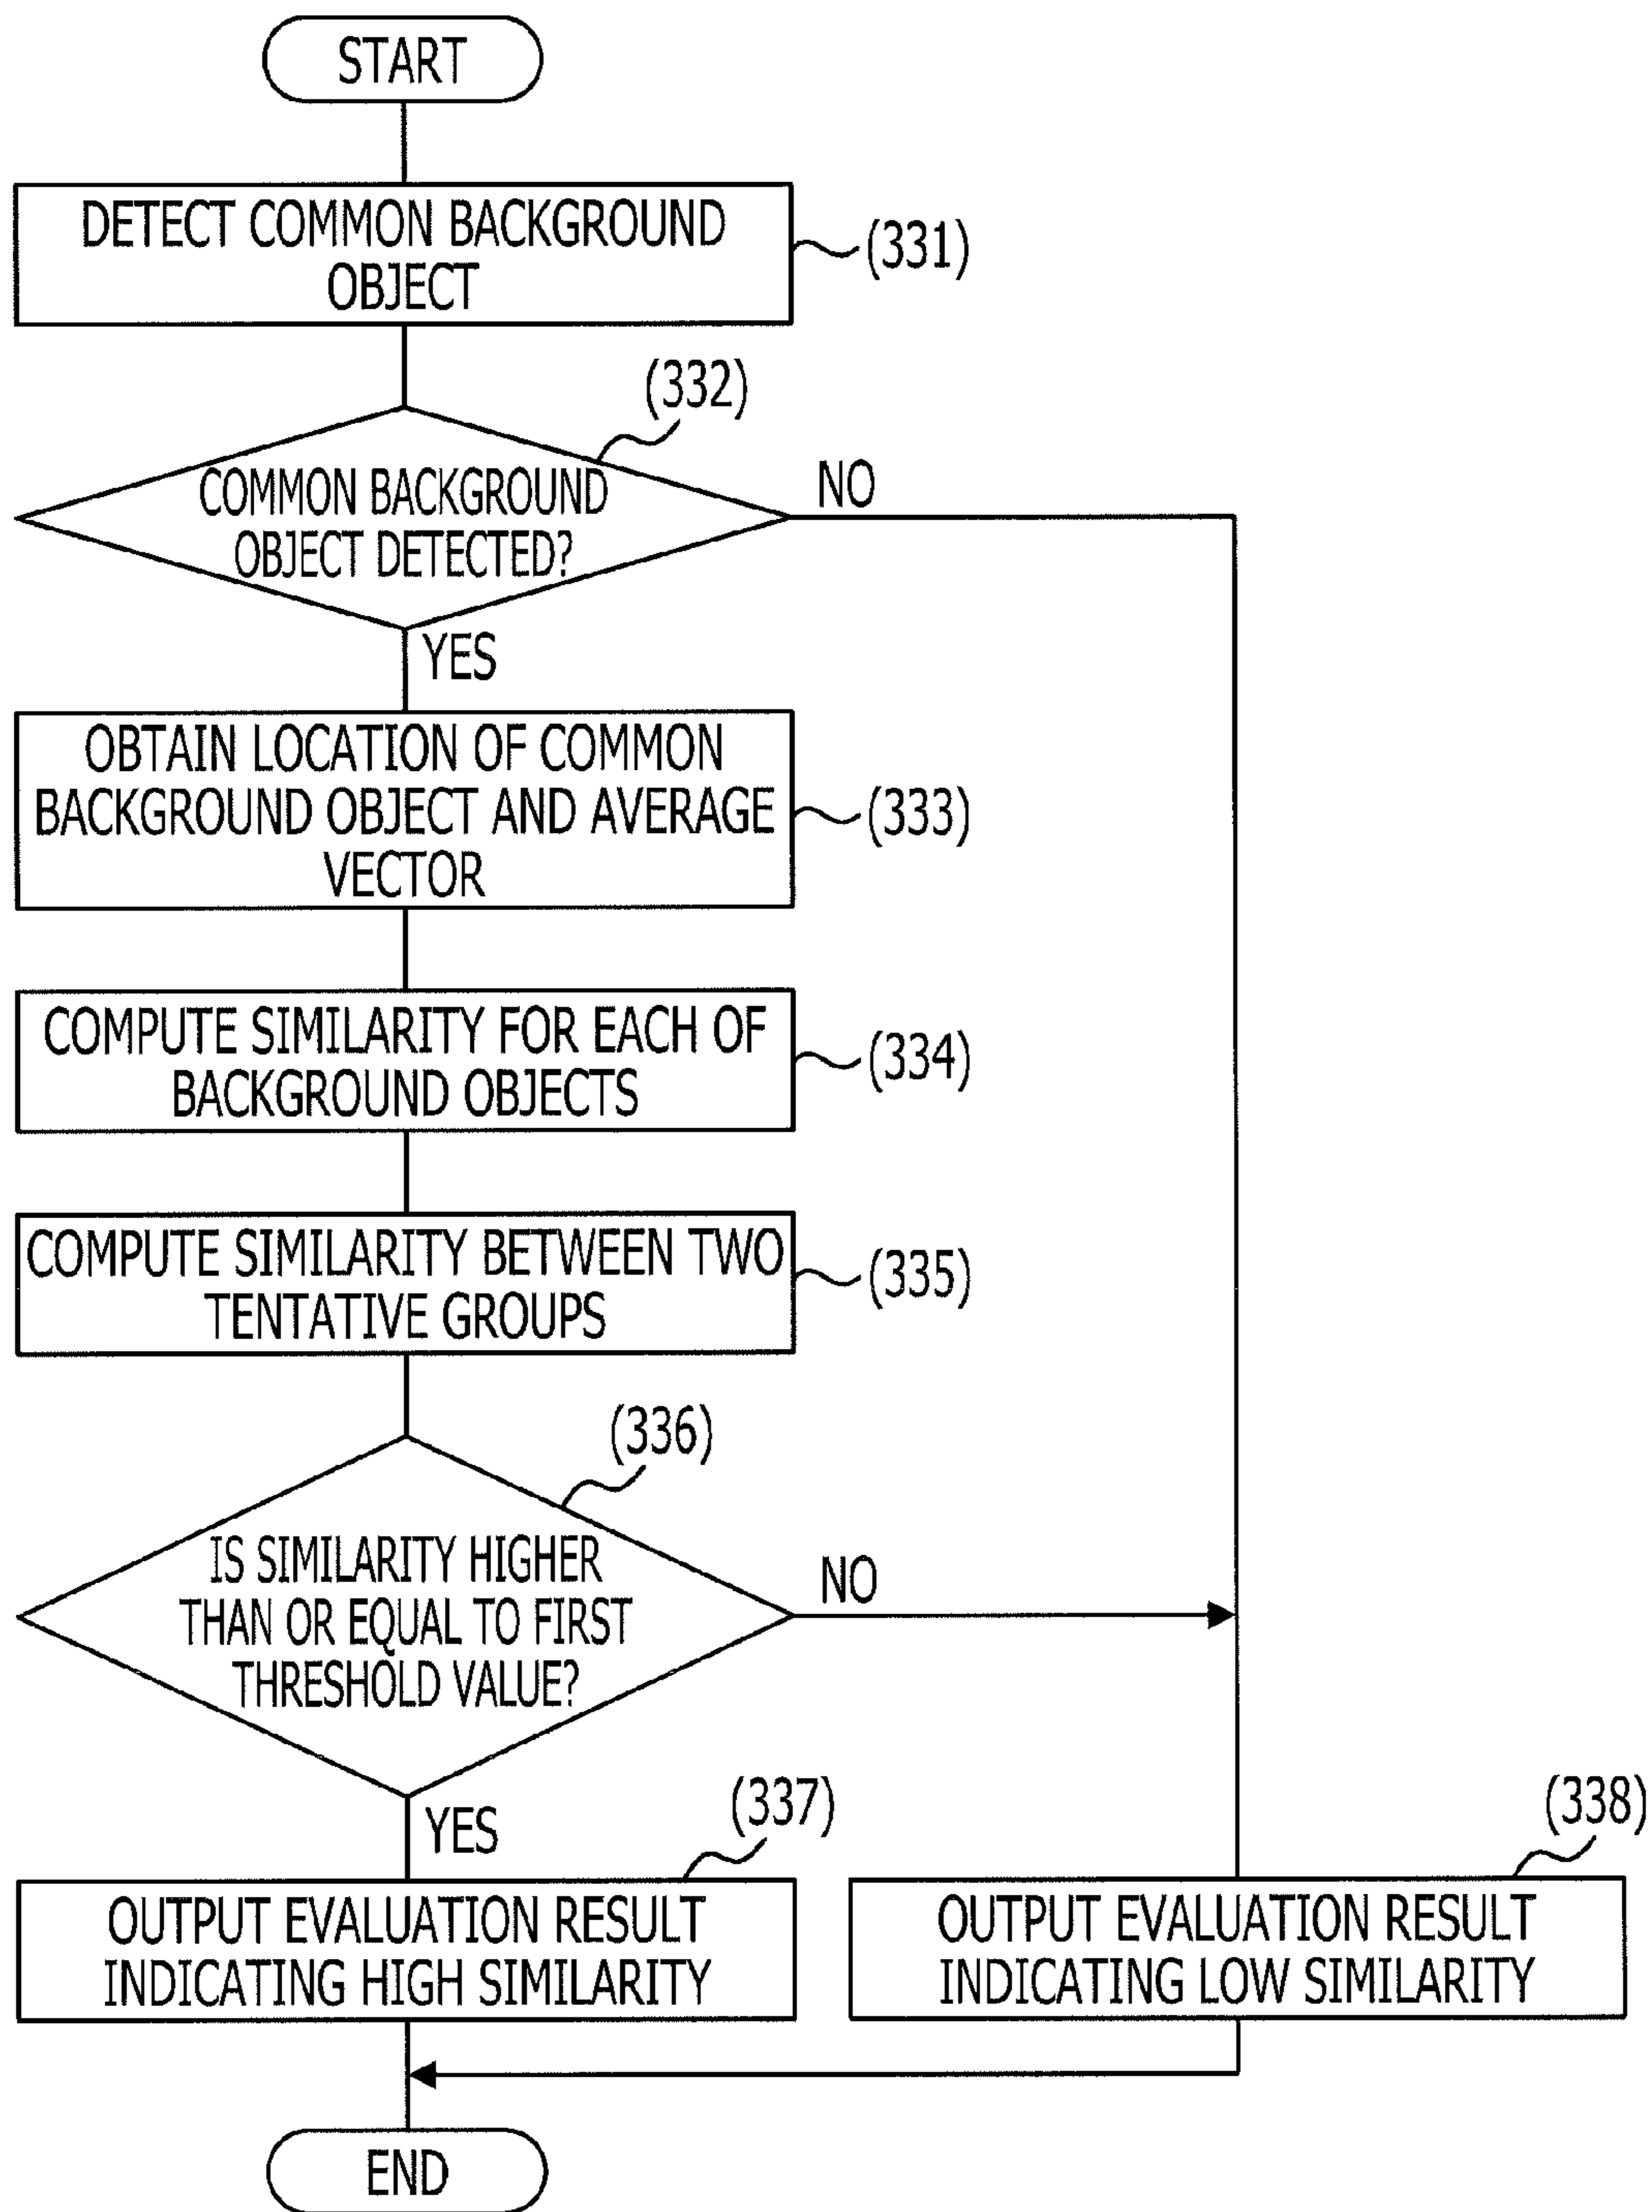 START
DETECT COMMON BACKGROUND
OBJECT
(331)
(332)
COMMON BACKGROUND
OBJECT DETECTED?
NO
YES
OBTAIN LOCATION OF COMMON
BACKGROUND OBJECT AND AVERAGE
VECTOR
(333)
COMPUTE SIMILARITY FOR EACH OF
BACKGROUND OBJECTS
(334)
COMPUTE SIMILARITY BETWEEN TWO
TENTATIVE GROUPS
(335)
(336)
IS SIMILARITY HIGHER
THAN OR EQUAL TO FIRST
THRESHOLD VALUE?
NO
YES
(337)
OUTPUT EVALUATION RESULT
INDICATING HIGH SIMILARITY
(338)
OUTPUT EVALUATION RESULT
INDICATING LOW SIMILARITY
END